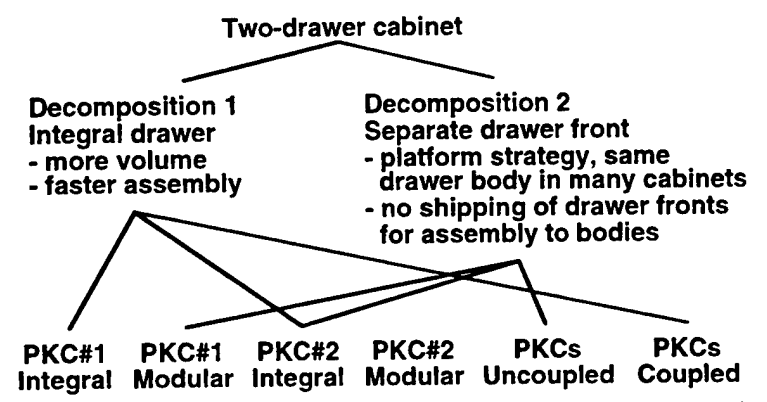 Two-drawer cabinet
Decomposition 1
Integral drawer
- more volume
- faster assembly
Decomposition 2
Separate drawer front
- platform strategy, same
drawer body in many cabinets
- no shipping of drawer fronts
for assembly to bodies
PKC#1 PKC#1 PKC#2 PKC#2 PKCs PKCs
Integral Modular Integral Modular Uncoupled Coupled